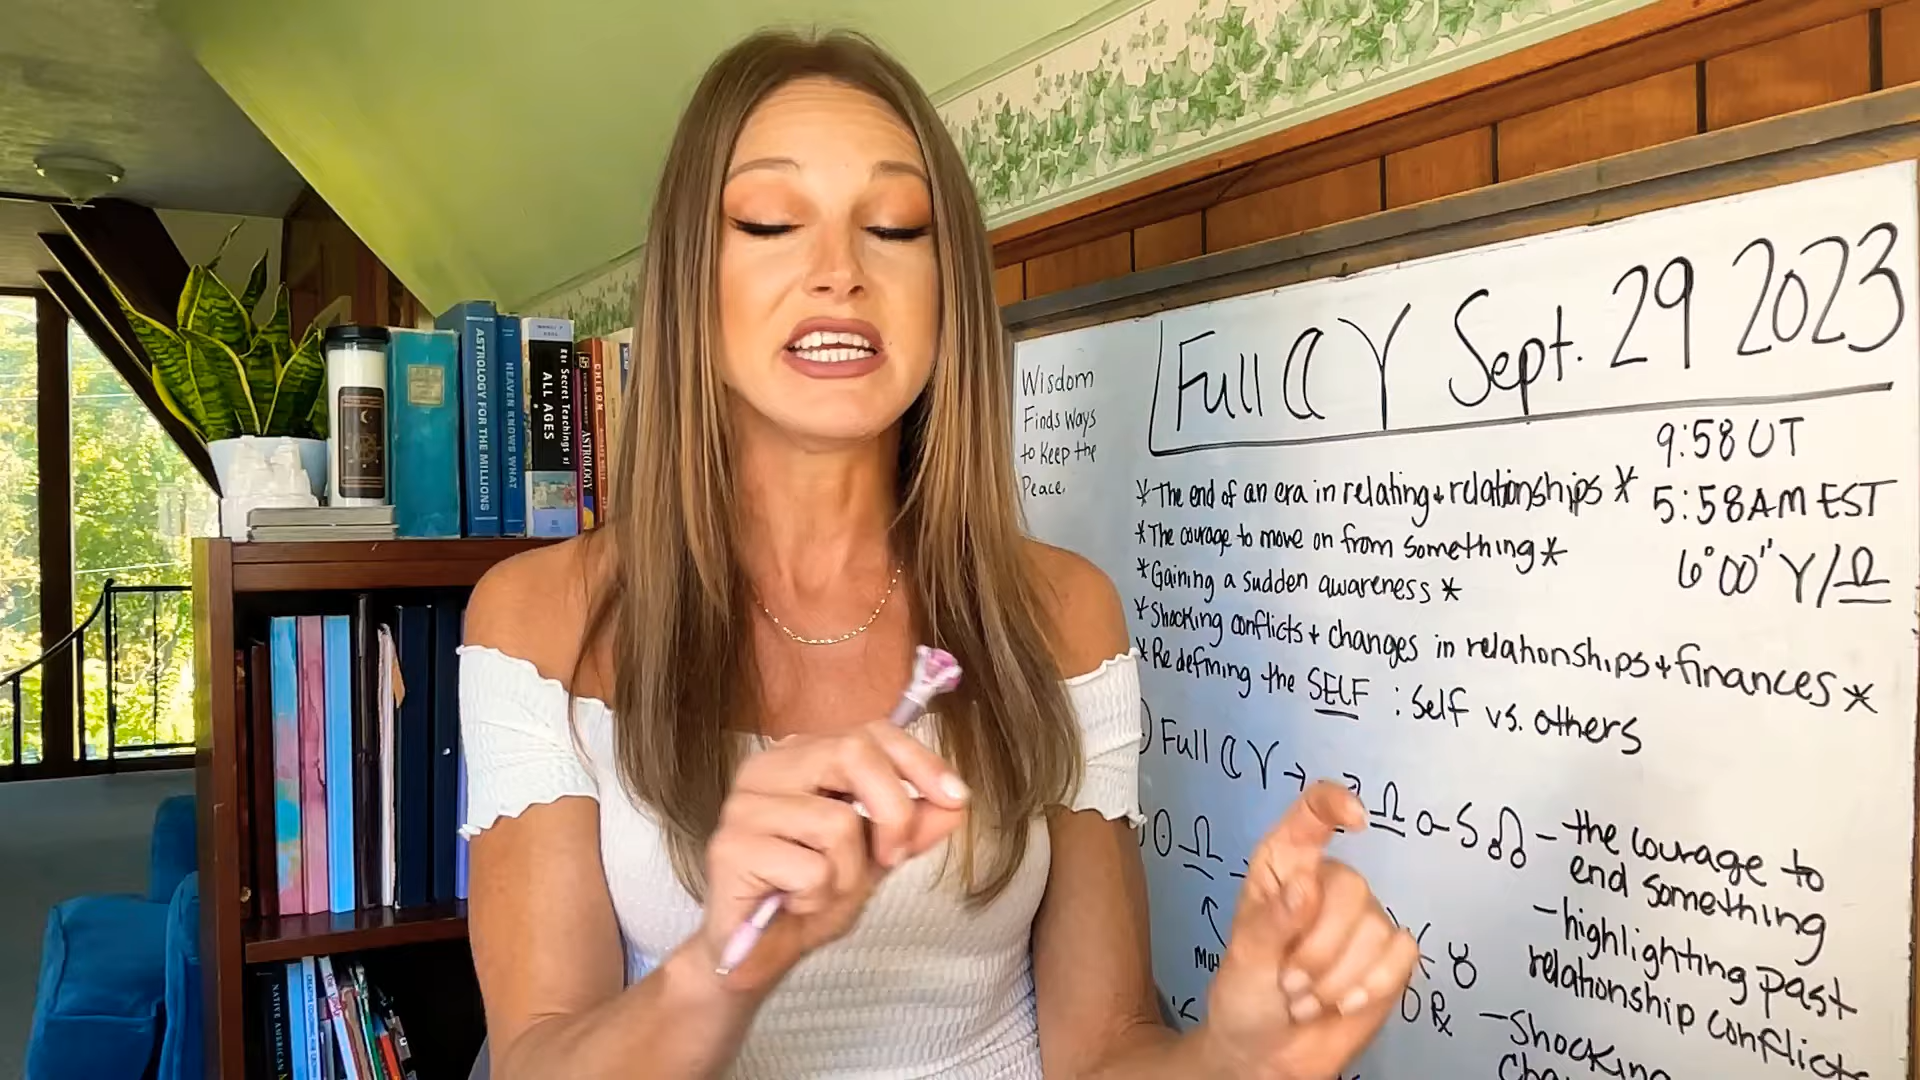 ASTROLOGY FOR THE MILLIONS
HEAVEN KNOWS WHAT
The Secret Teachings of
ALL AGES
ASTROLOGY
CHIRON
NATIVE AMERICAN
Wisdom
Finds Ways
to Keep the
Peace.
Full ☾ ♈ Sept. 29 2023
9:58 UT
5:58AM EST
6°00" ♈/♎
*The end of an era in relating + relationships*
*The courage to move on from something*
*Gaining a sudden awareness*
*Shocking conflicts + changes in relationships + finances*
*Redefining the SELF : Self vs. others
Full ☾ ♈ →
♎ σ S ☊ - the courage to
end something
☉ ♎
- highlighting past
relationship conflicts
♉
℞ - Shocking